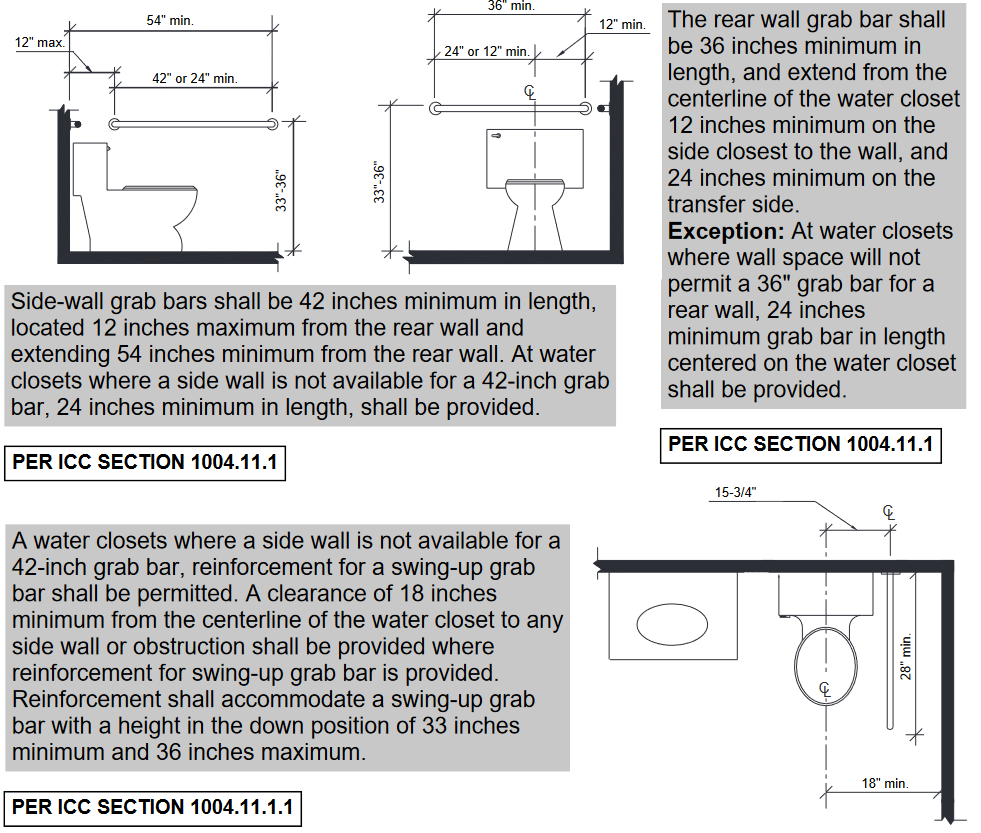 54" min.
12" max.
42" or 24" min.
33"-36"
36" min.
12" min.
24" or 12" min.
℄
33"-36"
The rear wall grab bar shall
be 36 inches minimum in
length, and extend from the
centerline of the water closet
12 inches minimum on the
side closest to the wall, and
24 inches minimum on the
transfer side.
Exception: At water closets
where wall space will not
permit a 36" grab bar for a
rear wall, 24 inches
minimum grab bar in length
centered on the water closet
shall be provided.
PER ICC SECTION 1004.11.1
Side-wall grab bars shall be 42 inches minimum in length,
located 12 inches maximum from the rear wall and
extending 54 inches minimum from the rear wall. At water
closets where a side wall is not available for a 42-inch grab
bar, 24 inches minimum in length, shall be provided.
PER ICC SECTION 1004.11.1
A water closets where a side wall is not available for a
42-inch grab bar, reinforcement for a swing-up grab
bar shall be permitted. A clearance of 18 inches
minimum from the centerline of the water closet to any
side wall or obstruction shall be provided where
reinforcement for swing-up grab bar is provided.
Reinforcement shall accommodate a swing-up grab
bar with a height in the down position of 33 inches
minimum and 36 inches maximum.
PER ICC SECTION 1004.11.1.1
15-3/4"
℄
28" min.
℄
18" min.